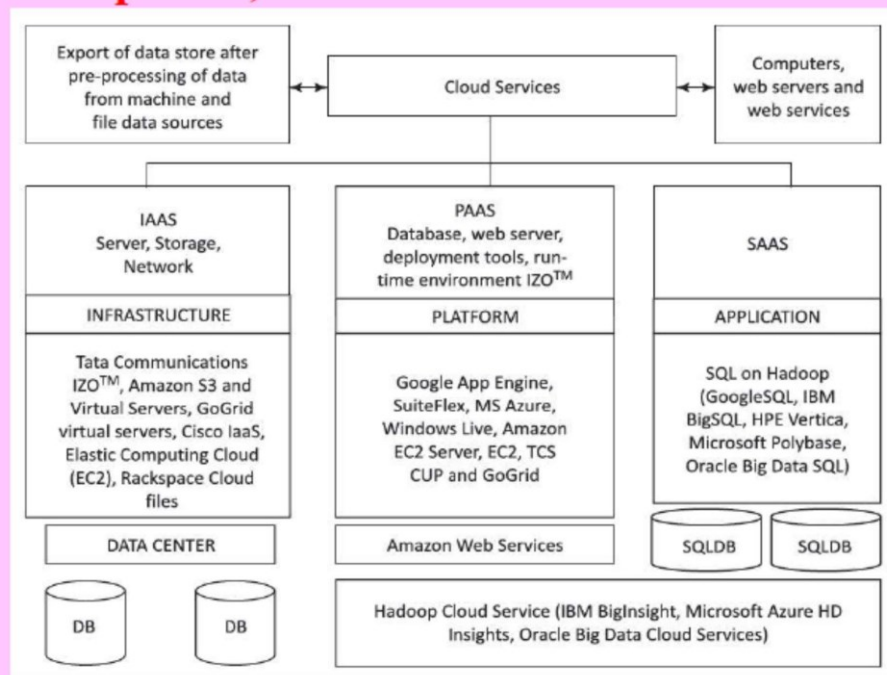 Export of data store after
pre-processing of data
from machine and
file data sources
Cloud Services
Computers,
web servers and
web services
IAAS
Server, Storage,
Network
PAAS
Database, web server,
deployment tools, run-
time environment IZO™
SAAS
INFRASTRUCTURE
PLATFORM
APPLICATION
Tata Communications
IZO™, Amazon S3 and
Virtual Servers, GoGrid
virtual servers, Cisco IaaS,
Elastic Computing Cloud
(EC2), Rackspace Cloud
files
Google App Engine,
SuiteFlex, MS Azure,
Windows Live, Amazon
EC2 Server, EC2, TCS
CUP and GoGrid
SQL on Hadoop
(GoogleSQL, IBM
BigSQL, HPE Vertica,
Microsoft Polybase,
Oracle Big Data SQL)
DATA CENTER
Amazon Web Services
SQLDB
SQLDB
DB
DB
Hadoop Cloud Service (IBM BigInsight, Microsoft Azure HD
Insights, Oracle Big Data Cloud Services)